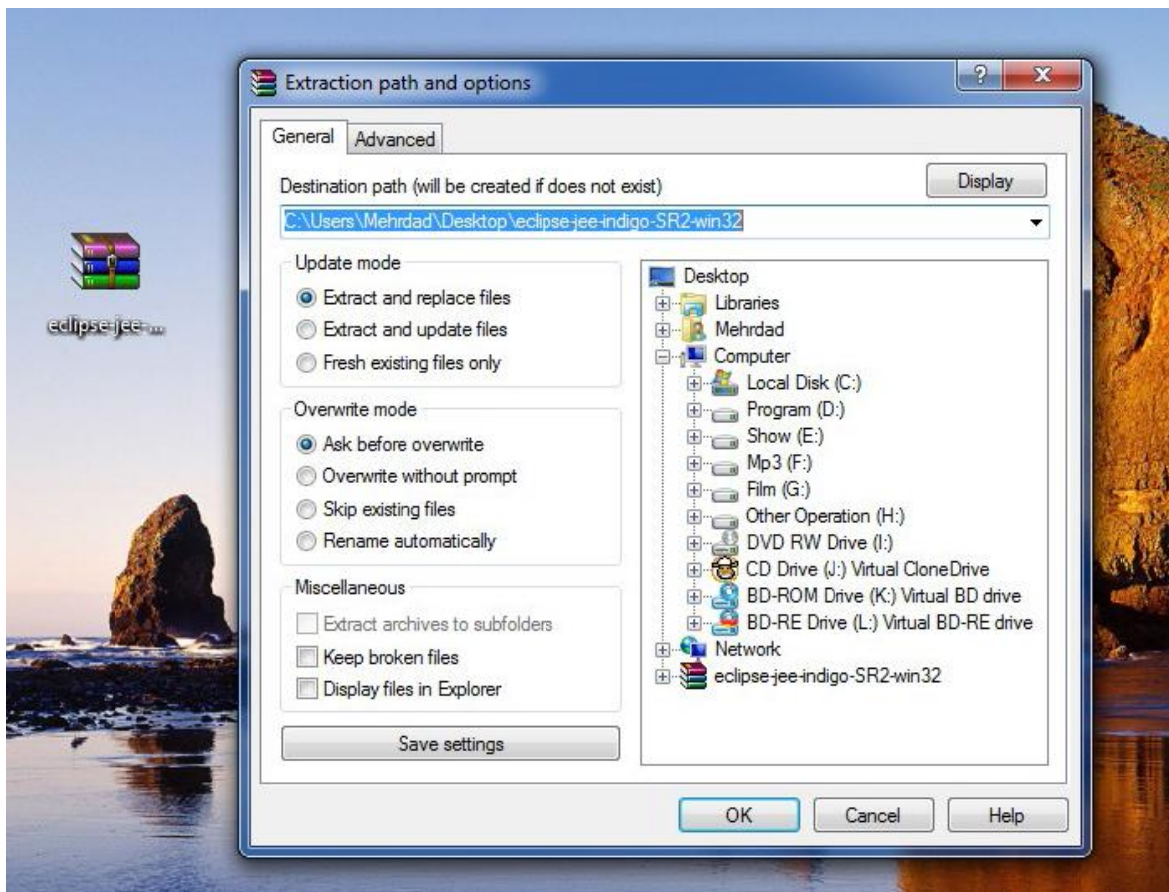 Extraction path and options
General
Advanced
Destination path (will be created if does not exist)
Display
C:\Users\Mehrdad\Desktop\eclipse-jee-indigo-SR2-win32
eclipse-jee-...
Update mode
Extract and replace files
Extract and update files
Fresh existing files only
Overwrite mode
Ask before overwrite
Overwrite without prompt
Skip existing files
Rename automatically
Miscellaneous
Extract archives to subfolders
Keep broken files
Display files in Explorer
Save settings
Desktop
Libraries
Mehrdad
Computer
Local Disk (C:)
Program (D:)
Show (E:)
Mp3 (F:)
Film (G:)
Other Operation (H:)
DVD RW Drive (I:)
CD Drive (J:) Virtual CloneDrive
BD-ROM Drive (K:) Virtual BD drive
BD-RE Drive (L:) Virtual BD-RE drive
Network
eclipse-jee-indigo-SR2-win32
OK
Cancel
Help